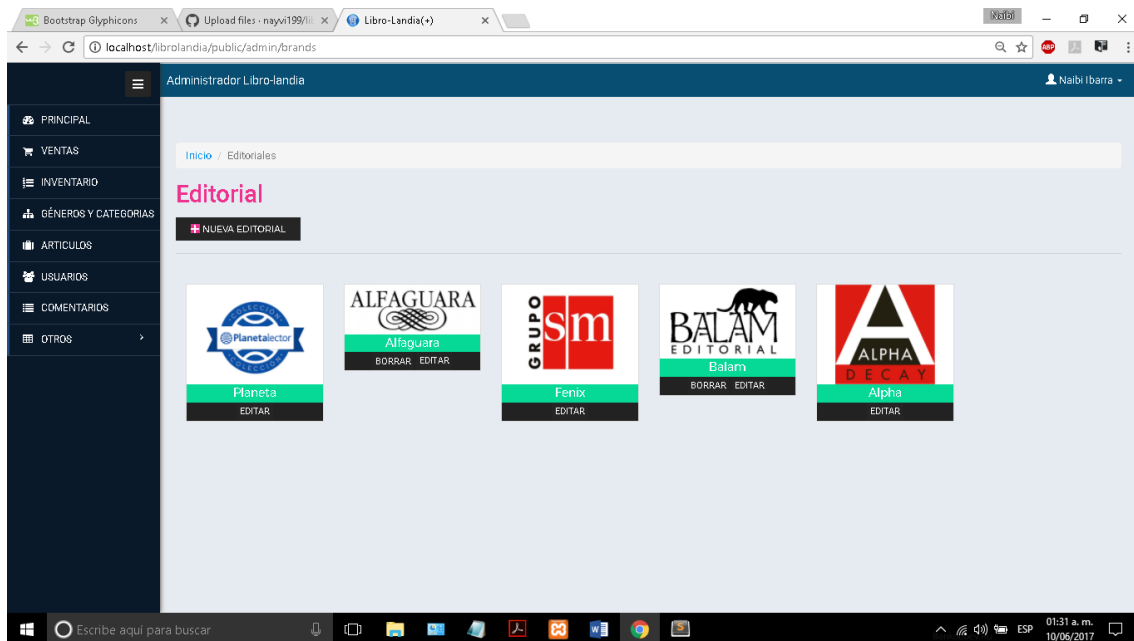 Bootstrap Glyphicons
Upload files · nayvi199/li
Libro-Landia(+)
Naibi
localhost/librolandia/public/admin/brands
ABP
Administrador Libro-landia
Naibi Ibarra
PRINCIPAL
VENTAS
INVENTARIO
GÉNEROS Y CATEGORIAS
ARTICULOS
USUARIOS
COMENTARIOS
OTROS
Inicio / Editoriales
Editorial
NUEVA EDITORIAL
COLECCION
Planetalector
COLECCION
Planeta
EDITAR
ALFAGUARA
Alfaguara
BORRAR EDITAR
GRUPO
sm
Fenix
EDITAR
BALAM
EDITORIAL
Balam
BORRAR EDITAR
ALPHA
DECAY
Alpha
EDITAR
Escribe aquí para buscar
ESP
01:31 a. m.
10/06/2017